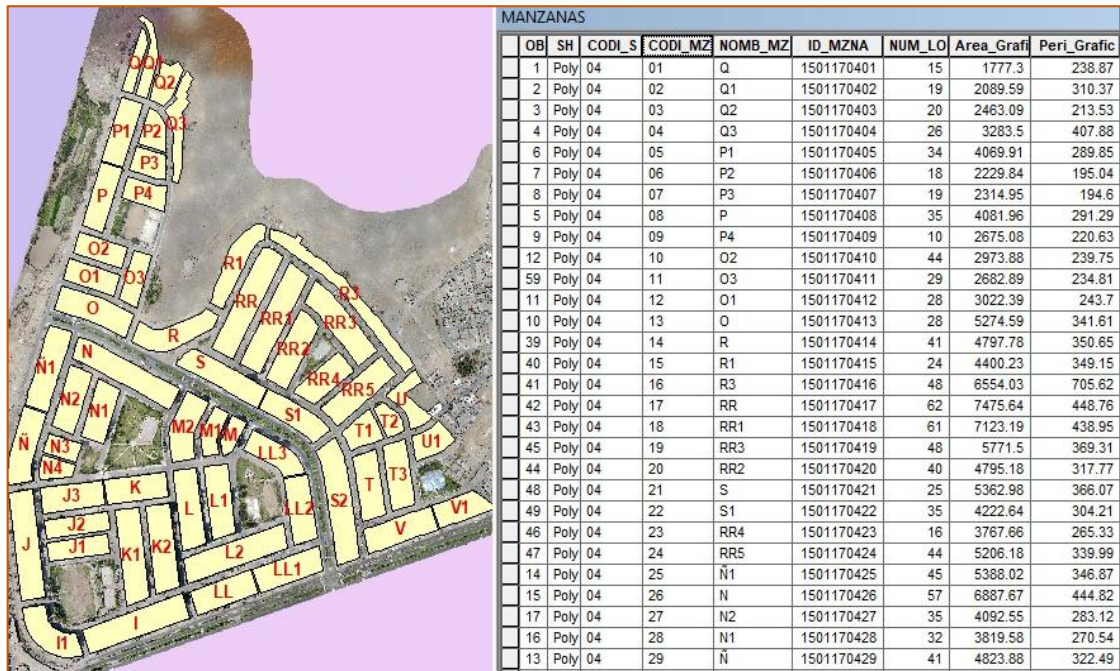 QQ1
Q2
Q3
P1
P2
P3
P
P4
O2
O1
O3
O
R1
RR
R3
RR1
RR3
RR2
R
S
RR4
RR5
U
S1
T1
T2
U1
Ñ1
N
N2
N1
M2
M1
M
N3
Ñ
N4
LL3
T
T3
S2
J3
K
L
L1
LL2
V1
J
J2
J1
K1
K2
L2
V
LL1
LL
I
I1
MANZANAS
OB SH CODI_S CODI_MZ NOMB_MZ ID_MZNA NUM_LO Area_Grafi Peri_Grafic
1 Poly 04 01 Q 1501170401 15 1777.3 238.87
2 Poly 04 02 Q1 1501170402 19 2089.59 310.37
3 Poly 04 03 Q2 1501170403 20 2463.09 213.53
4 Poly 04 04 Q3 1501170404 26 3283.5 407.88
6 Poly 04 05 P1 1501170405 34 4069.91 289.85
7 Poly 04 06 P2 1501170406 18 2229.84 195.04
8 Poly 04 07 P3 1501170407 19 2314.95 194.6
5 Poly 04 08 P 1501170408 35 4081.96 291.29
9 Poly 04 09 P4 1501170409 10 2675.08 220.63
12 Poly 04 10 O2 1501170410 44 2973.88 239.75
59 Poly 04 11 O3 1501170411 29 2682.89 234.81
11 Poly 04 12 O1 1501170412 28 3022.39 243.7
10 Poly 04 13 O 1501170413 28 5274.59 341.61
39 Poly 04 14 R 1501170414 41 4797.78 350.65
40 Poly 04 15 R1 1501170415 24 4400.23 349.15
41 Poly 04 16 R3 1501170416 48 6554.03 705.62
42 Poly 04 17 RR 1501170417 62 7475.64 448.76
43 Poly 04 18 RR1 1501170418 61 7123.19 438.95
45 Poly 04 19 RR3 1501170419 48 5771.5 369.31
44 Poly 04 20 RR2 1501170420 40 4795.18 317.77
48 Poly 04 21 S 1501170421 25 5362.98 366.07
49 Poly 04 22 S1 1501170422 35 4222.64 304.21
46 Poly 04 23 RR4 1501170423 16 3767.66 265.33
47 Poly 04 24 RR5 1501170424 44 5206.18 339.99
14 Poly 04 25 Ñ1 1501170425 45 5388.02 346.87
15 Poly 04 26 N 1501170426 57 6887.67 444.82
17 Poly 04 27 N2 1501170427 35 4092.55 283.12
16 Poly 04 28 N1 1501170428 32 3819.58 270.54
13 Poly 04 29 Ñ 1501170429 41 4823.88 322.49